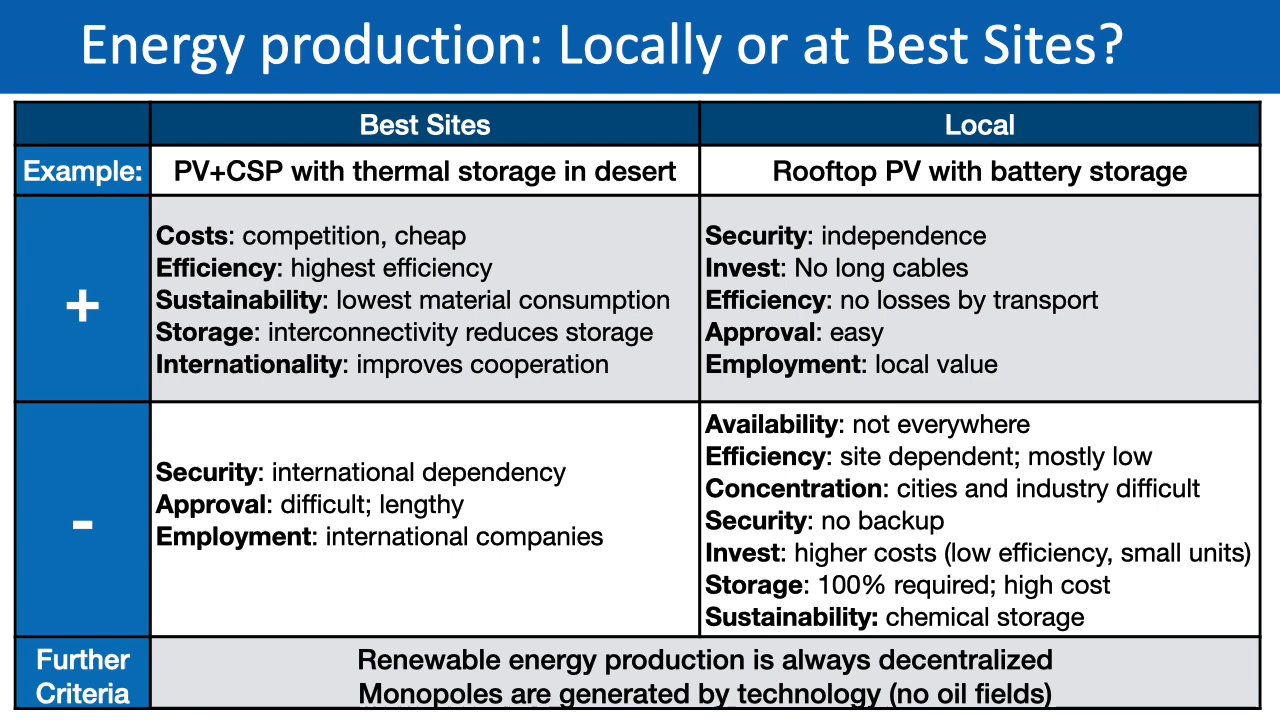 Energy production: Locally or at Best Sites?
Best Sites
Local
Example:
PV+CSP with thermal storage in desert
Rooftop PV with battery storage
+
Costs: competition, cheap
Efficiency: highest efficiency
Sustainability: lowest material consumption
Storage: interconnectivity reduces storage
Internationality: improves cooperation
Security: independence
Invest: No long cables
Efficiency: no losses by transport
Approval: easy
Employment: local value
-
Security: international dependency
Approval: difficult; lengthy
Employment: international companies
Availability: not everywhere
Efficiency: site dependent; mostly low
Concentration: cities and industry difficult
Security: no backup
Invest: higher costs (low efficiency, small units)
Storage: 100% required; high cost
Sustainability: chemical storage
Further
Criteria
Renewable energy production is always decentralized
Monopoles are generated by technology (no oil fields)